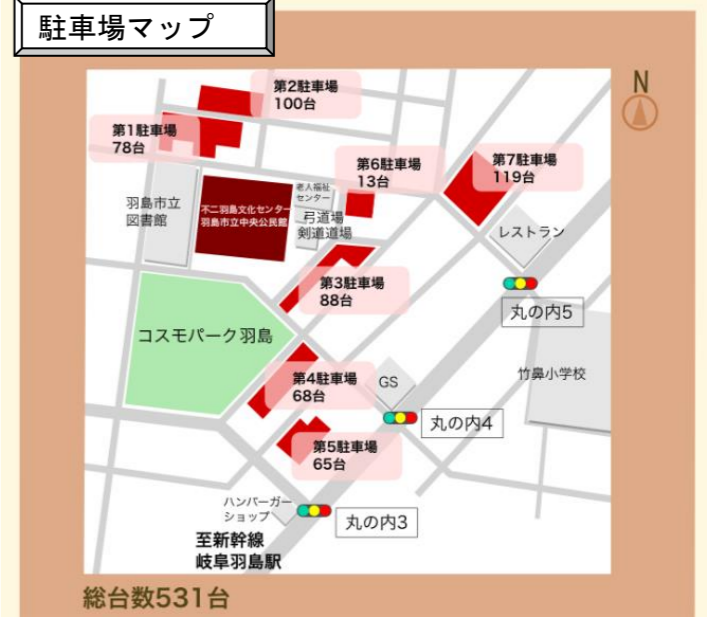 駐車場マップ
N
第2駐車場
100台
第1駐車場
78台
第6駐車場
13台
第7駐車場
119台
老人福祉
センター
羽島市立
図書館
不二羽島文化センター
羽島市立中央公民館
弓道場
剣道道場
レストラン
第3駐車場
88台
丸の内5
コスモパーク羽島
第4駐車場
68台
GS
竹鼻小学校
丸の内4
第5駐車場
65台
ハンバーガー
ショップ
丸の内3
至新幹線
岐阜羽島駅
総台数531台